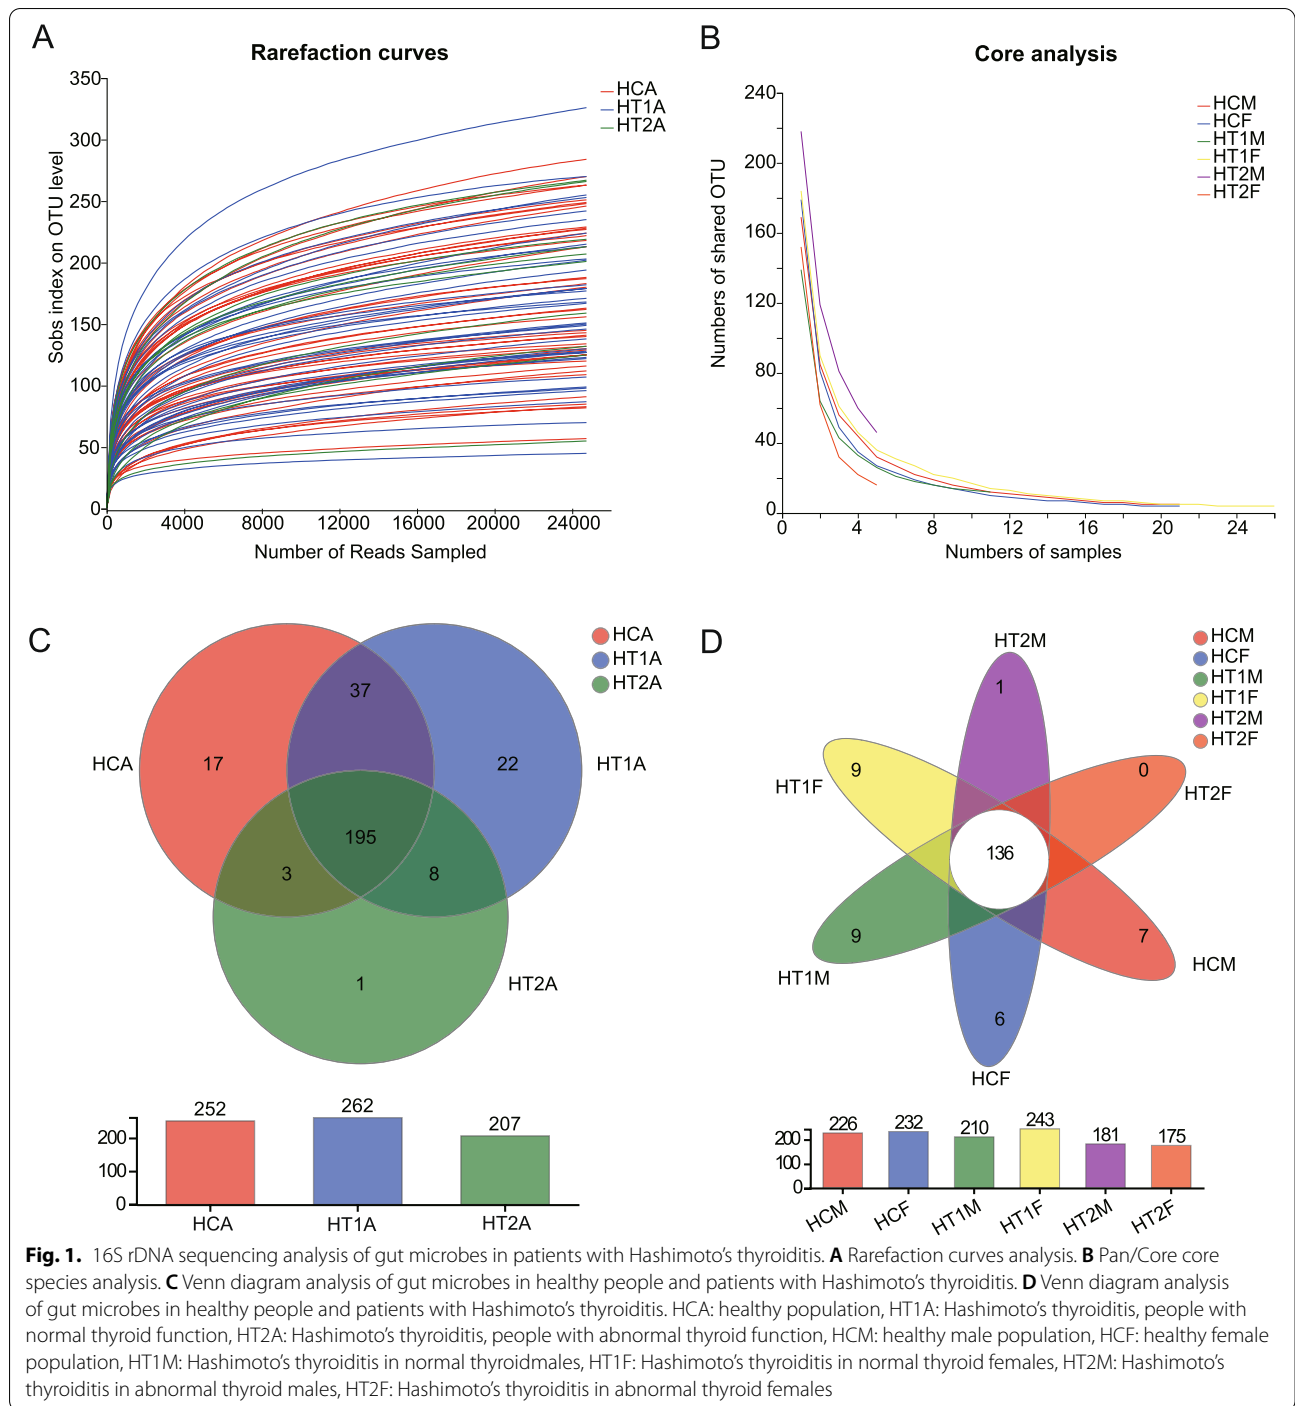 A
Rarefaction curves
Sobs index on OTU level
350
300
250
200
150
100
50
0
0 4000 8000 12000 16000 20000 24000
Number of Reads Sampled
HCA
HT1A
HT2A
B
Core analysis
Numbers of shared OTU
240
200
160
120
80
40
0
0 4 8 12 16 20 24
Numbers of samples
HCM
HCF
HT1M
HT1F
HT2M
HT2F
C
HCA
HT1A
HT2A
37
HCA 17 22 HT1A
195
3 8
1 HT2A
252 262 207
200
100
0
HCA HT1A HT2A
D
HCM
HCF
HT1M
HT1F
HT2M
HT2F
HT2M
1
HT1F 9 0 HT2F
136
HT1M 9 7 HCM
6
HCF
226 232 210 243 181 175
200
100
0
HCM HCF HT1M HT1F HT2M HT2F
Fig. 1. 16S rDNA sequencing analysis of gut microbes in patients with Hashimoto’s thyroiditis. A Rarefaction curves analysis. B Pan/Core core
species analysis. C Venn diagram analysis of gut microbes in healthy people and patients with Hashimoto’s thyroiditis. D Venn diagram analysis
of gut microbes in healthy people and patients with Hashimoto’s thyroiditis. HCA: healthy population, HT1A: Hashimoto’s thyroiditis, people with
normal thyroid function, HT2A: Hashimoto’s thyroiditis, people with abnormal thyroid function, HCM: healthy male population, HCF: healthy female
population, HT1M: Hashimoto’s thyroiditis in normal thyroidmales, HT1F: Hashimoto’s thyroiditis in normal thyroid females, HT2M: Hashimoto’s
thyroiditis in abnormal thyroid males, HT2F: Hashimoto’s thyroiditis in abnormal thyroid females